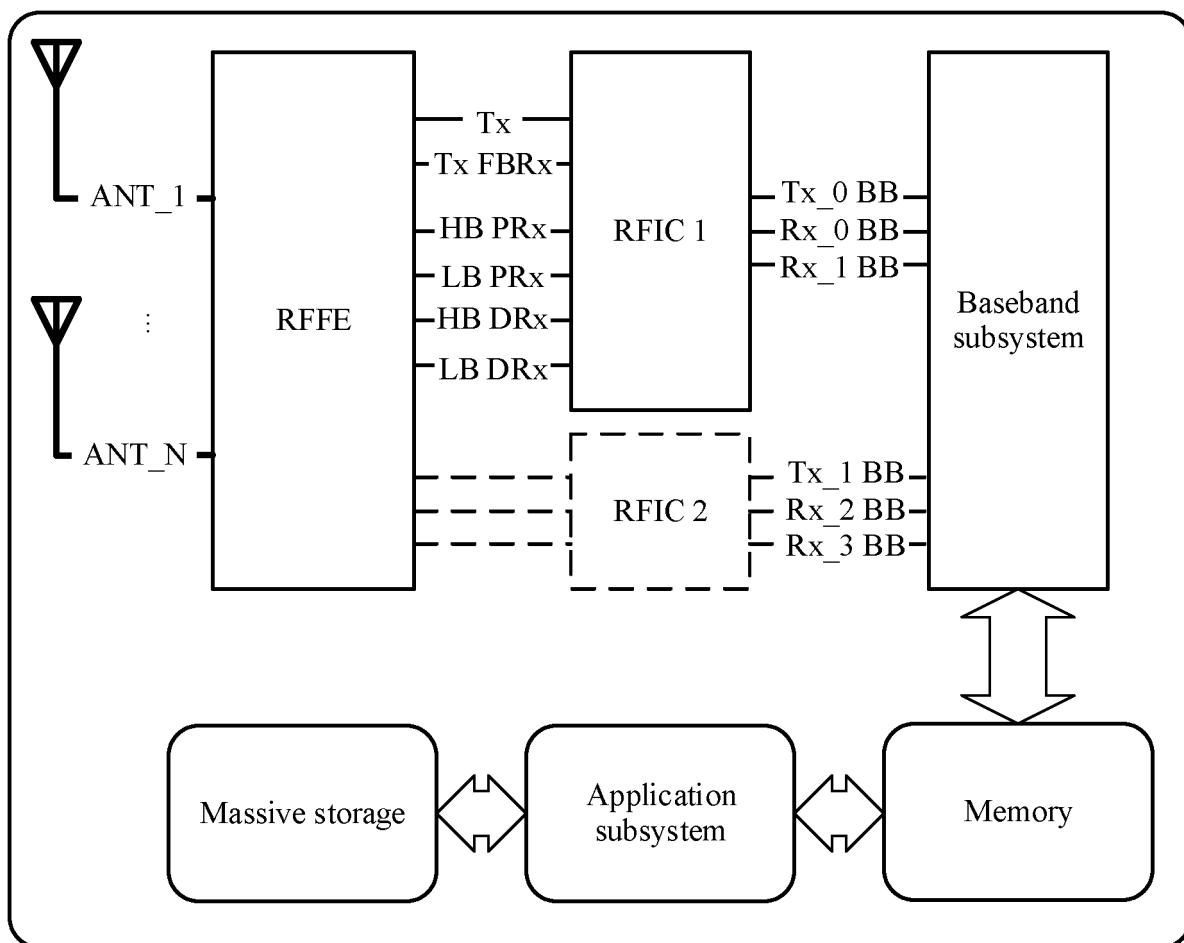 ANT_1
ANT_N
RFFE
Tx
Tx FBRx
HB PRx
LB PRx
HB DRx
LB DRx
RFIC 1
RFIC 2
Tx_0 BB
Rx_0 BB
Rx_1 BB
Tx_1 BB
Rx_2 BB
Rx_3 BB
Baseband
subsystem
Massive storage
Application
subsystem
Memory